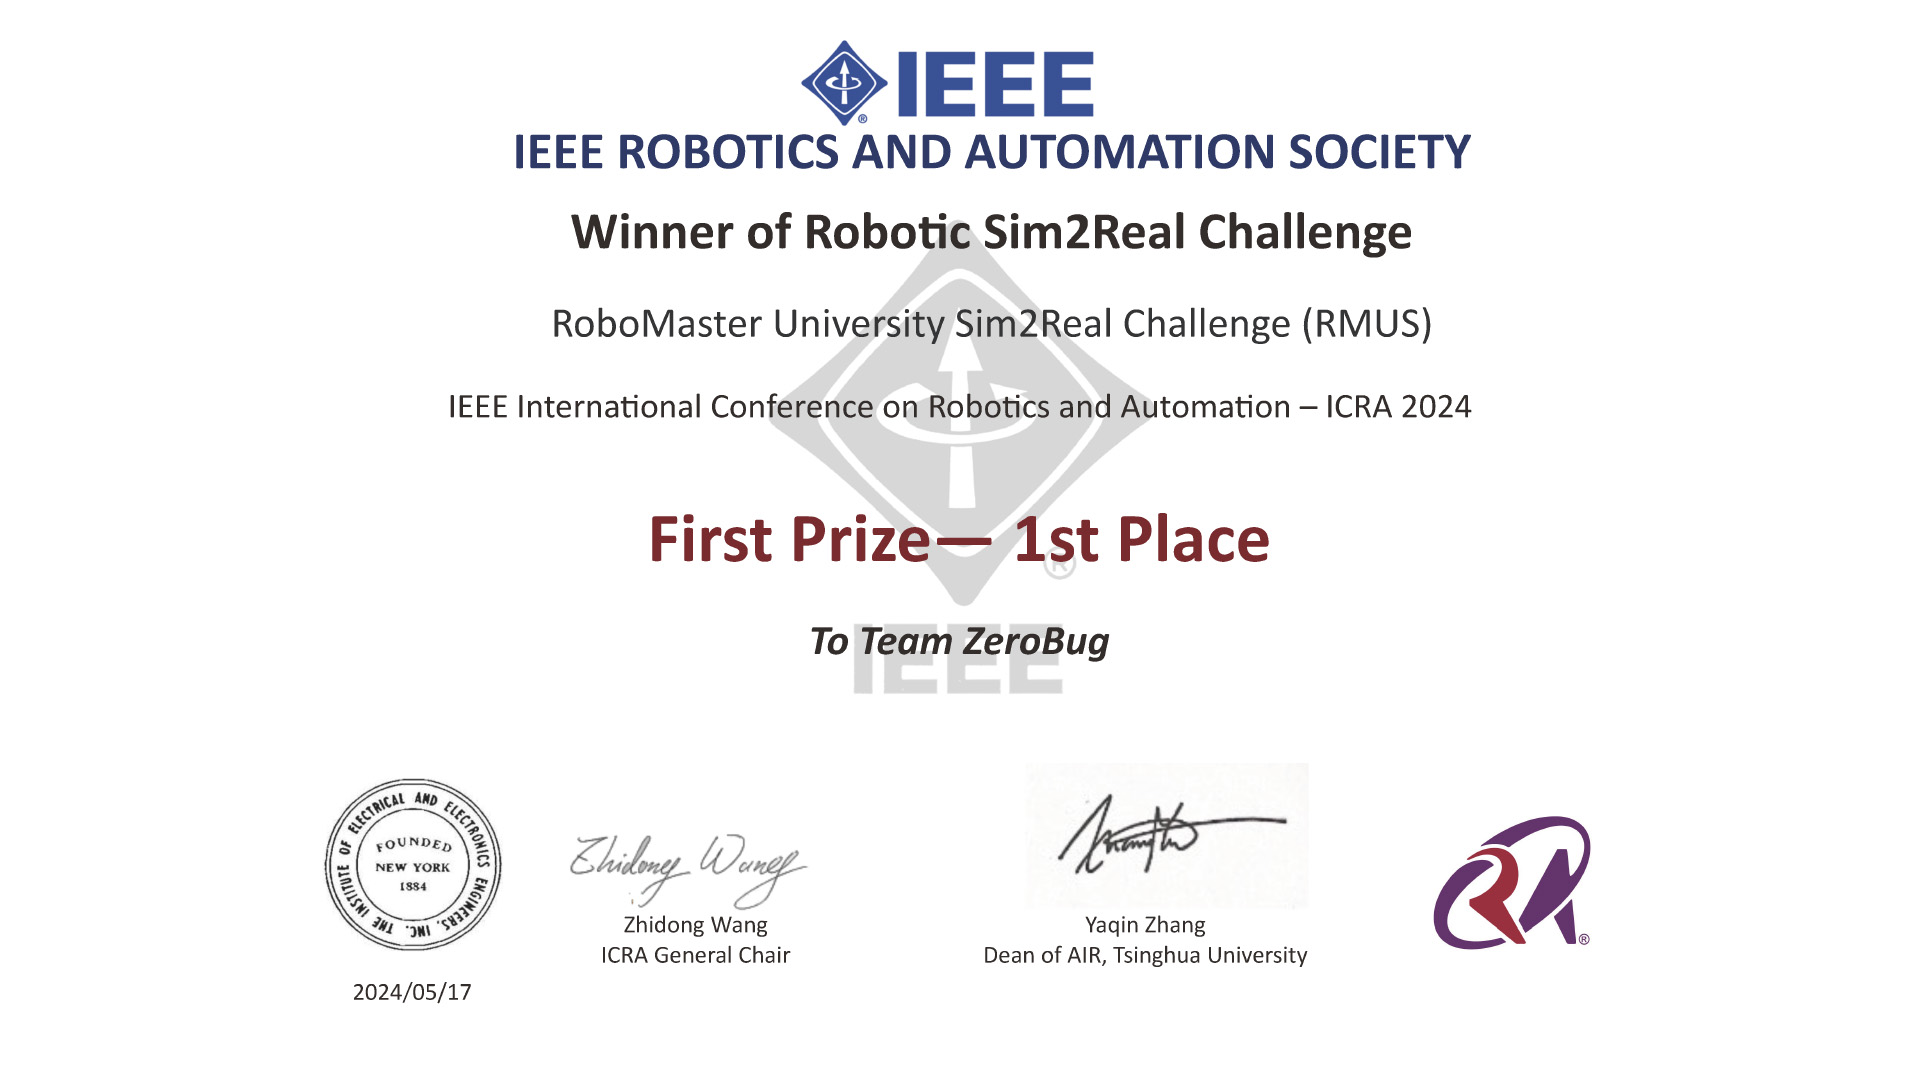 IEEE
IEEE ROBOTICS AND AUTOMATION SOCIETY
Winner of Robotic Sim2Real Challenge
RoboMaster University Sim2Real Challenge (RMUS)
IEEE International Conference on Robotics and Automation – ICRA 2024
First Prize— 1st Place
To Team ZeroBug
IEEE
THE INSTITUTE OF ELECTRICAL AND ELECTRONICS ENGINEERS, INC.
FOUNDED
NEW YORK
1884
2024/05/17
Zhidong Wang
Zhidong Wang
ICRA General Chair
Yaqin Zhang
Dean of AIR, Tsinghua University
RA